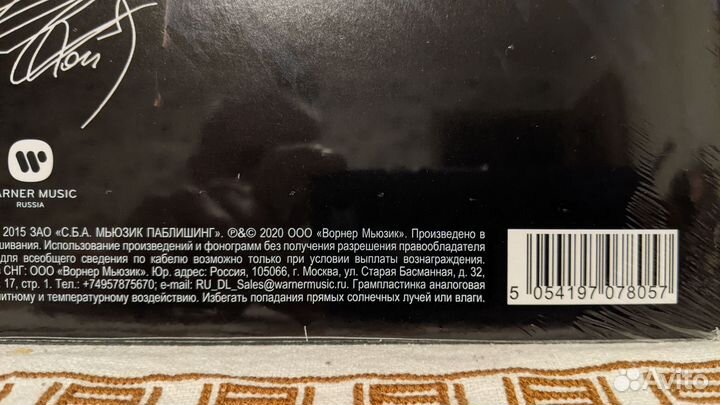 W
ARNER MUSIC
RUSSIA
2015 ЗАО «С.Б.А. МЬЮЗИК ПАБЛИШИНГ». ℗&© 2020 ООО «Ворнер Мьюзик». Произведено в
шивания. Использование произведений и фонограмм без получения разрешения правообладателя
для всеобщего сведения по кабелю возможно только при условии выплаты вознаграждения.
в СНГ: ООО «Ворнер Мьюзик». Юр. адрес: Россия, 105066, г. Москва, ул. Старая Басманная, д. 32,
17, стр. 1. Тел.: +74957875670; e-mail: RU_DL_Sales@warnermusic.ru. Грампластинка аналоговая
нитному и температурному воздействию. Избегать попадания прямых солнечных лучей или влаги.
5 054197 078057
Avito